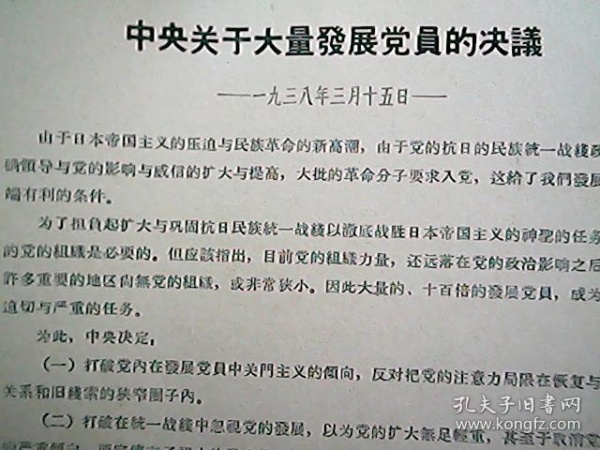 中央关于大量發展党員的决議
——一九三八年三月十五日——
由于日本帝国主义的压迫与民族革命的新高潮，由于党的抗日的民族統一战綫政
确領导与党的影响与威信的扩大与提高，大批的革命分子要求入党，这給了我們發展
端有利的条件。
为了担負起扩大与巩固抗日民族統一战綫以澈底战胜日本帝国主义的神聖的任务
的党的組織是必要的。但应該指出，目前党的組織力量，还远落在党的政治影响之后
許多重要的地区尙無党的組織，或非常狹小。因此大量的、十百倍的發展党員，成为
迫切与严重的任务。
为此，中央决定：
（一）打破党內在發展党員中关門主义的傾向，反对把党的注意力局限在恢复与
关系和旧綫索的狹窄圈子內。
（二）打破在統一战綫中忽視党的發展，以为党的扩大無足輕重，甚至于取消党
孔夫子旧書网
www.kongfz.com